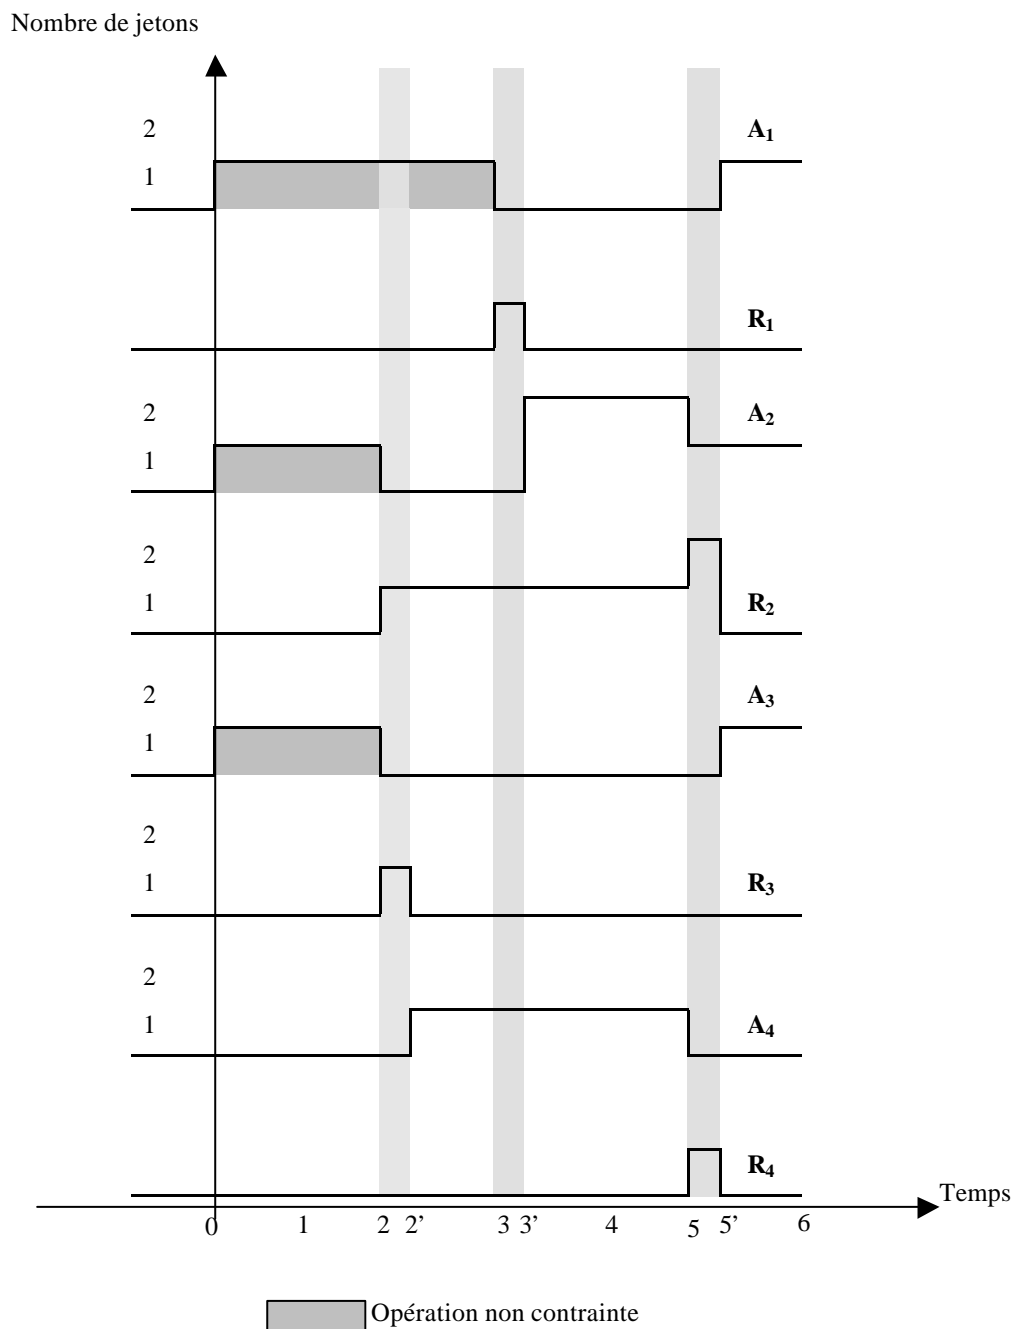 Nombre de jetons
2
A1
1
R1
2
A2
1
2
1
R2
2
A3
1
2
1
R3
2
1
A4
R4
Temps
0 1 2 2’ 3 3’ 4 5 5’ 6
Opération non contrainte